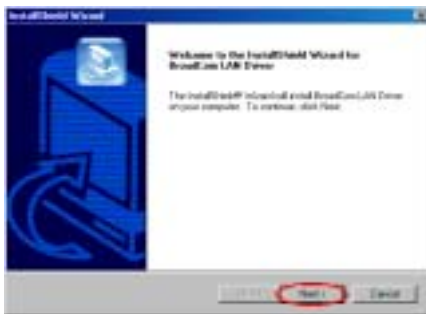 InstallShield Wizard
Welcome to the InstallShield Wizard for
BroadCom LAN Driver
The InstallShield® Wizard will install BroadCom LAN Driver
on your computer. To continue, click Next.
Next >
Cancel